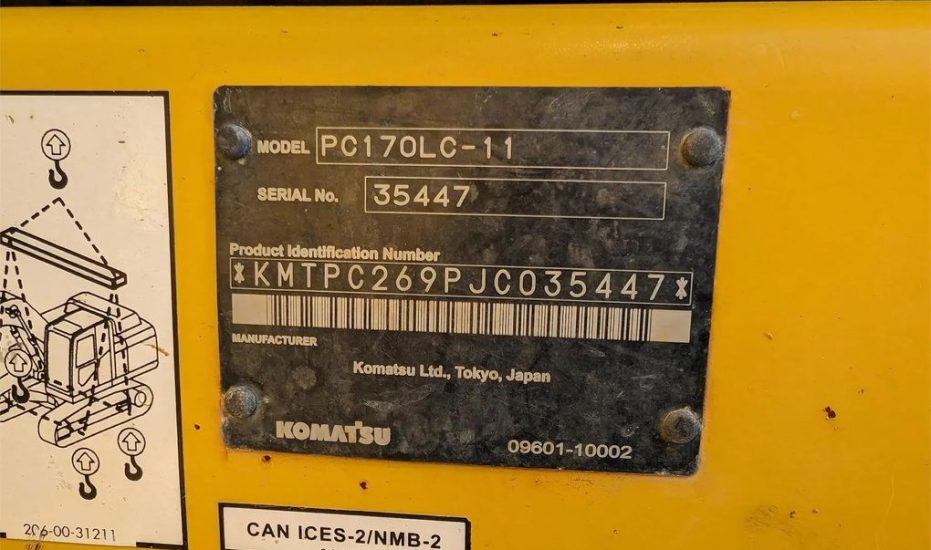 MODEL PC170LC-11
SERIAL No. 35447
Product Identification Number
*KMTPC269PJC035447*
MANUFACTURER
Komatsu Ltd., Tokyo, Japan
KOMATSU
09601-10002
206-00-31211
CAN ICES-2/NMB-2